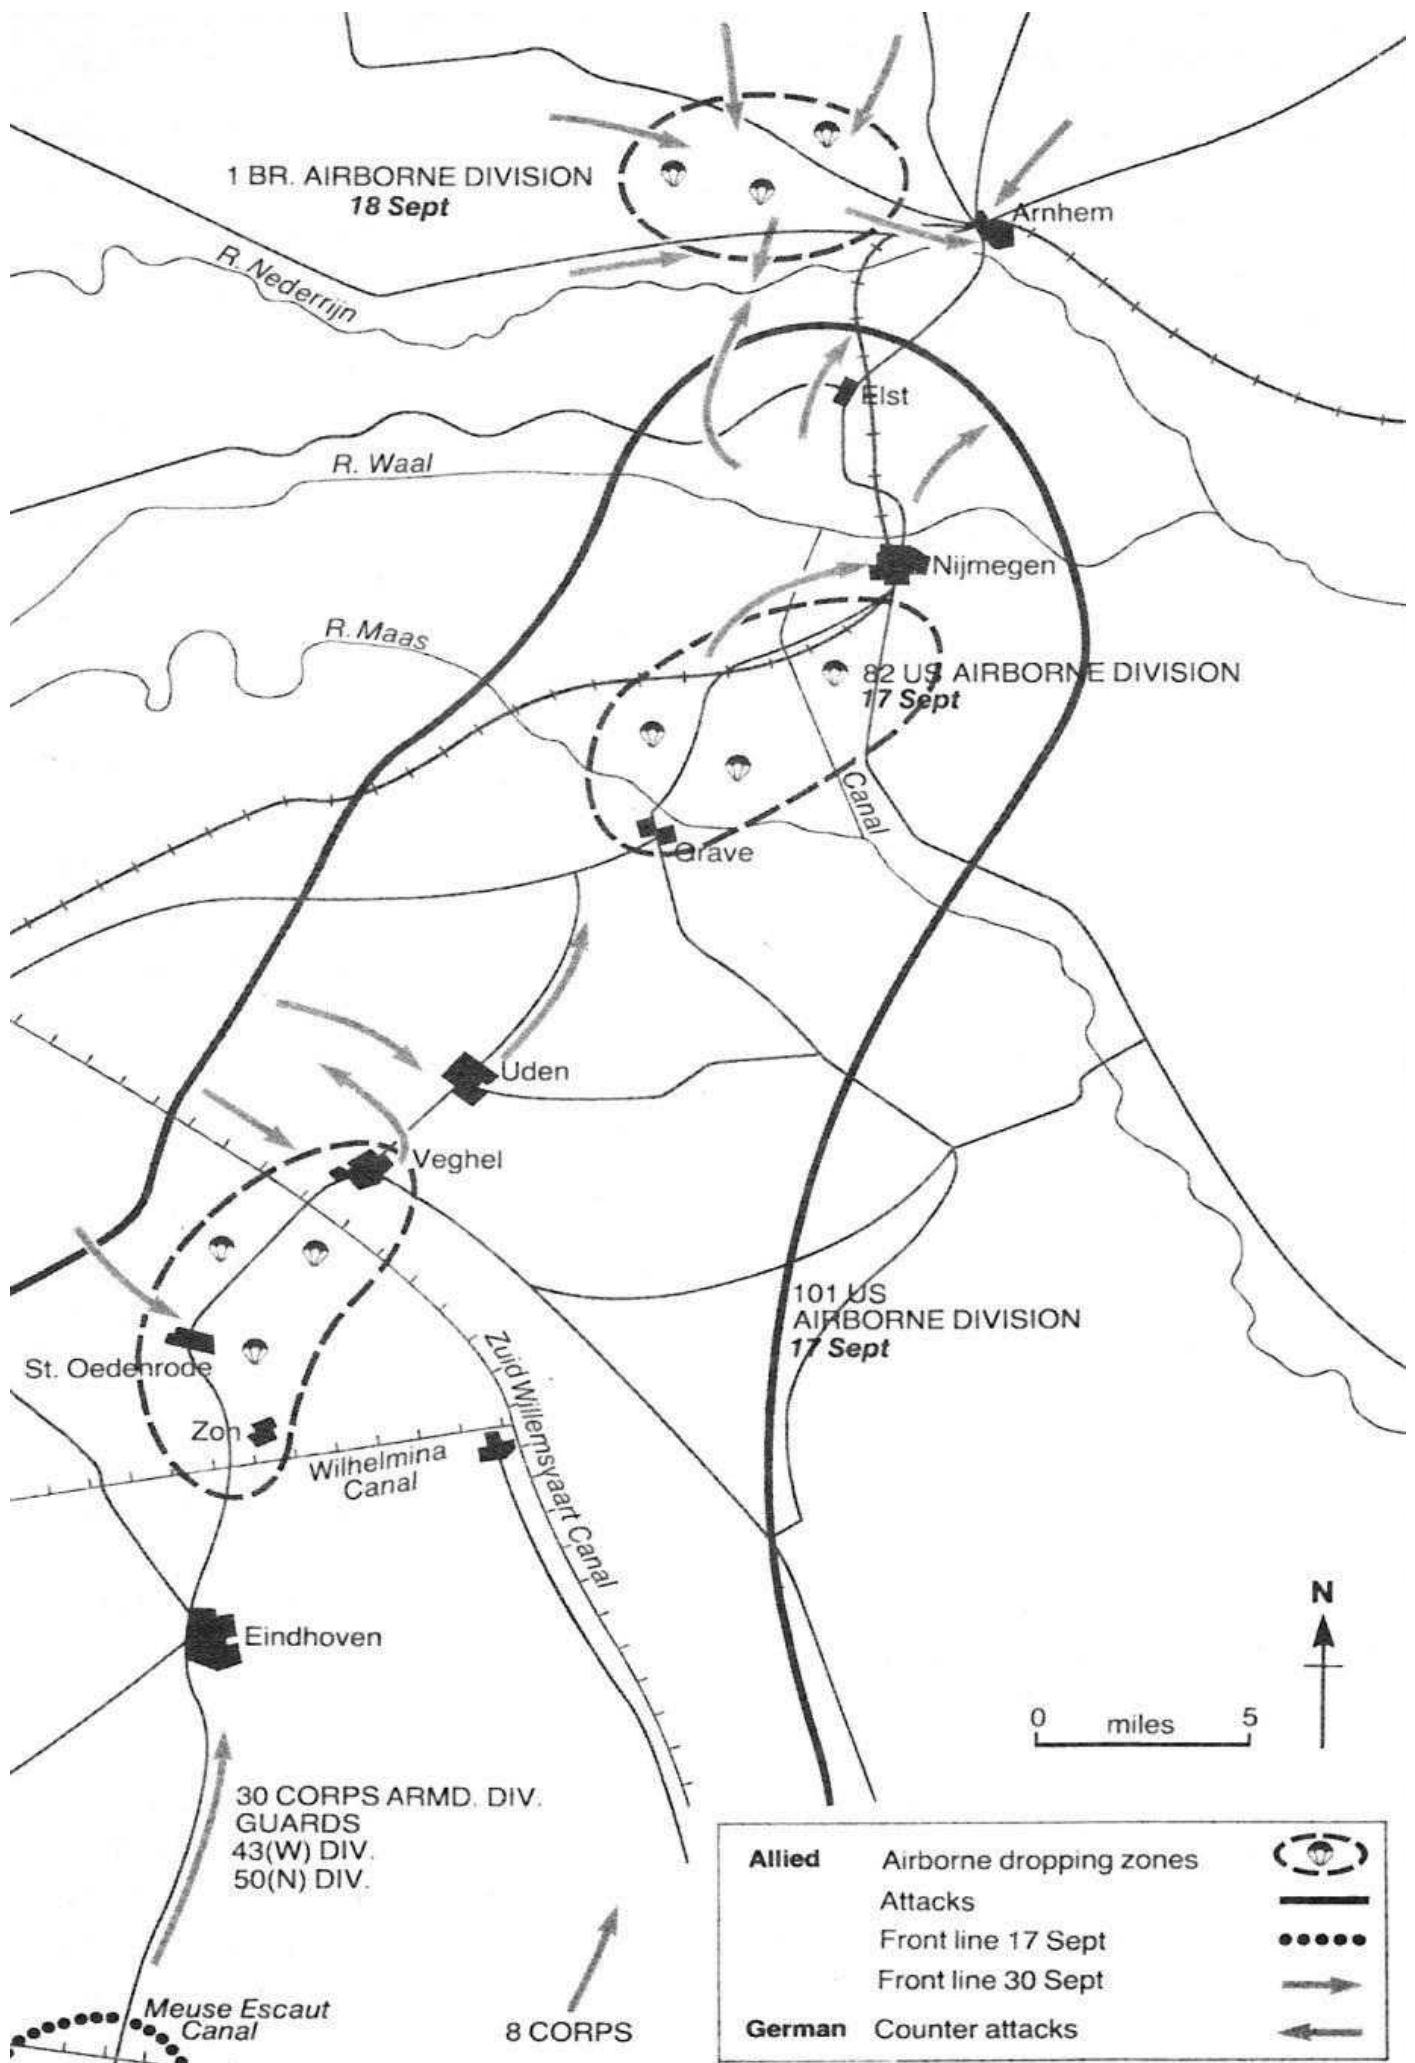 1 BR. AIRBORNE DIVISION
18 Sept
Arnhem
R. Nederrijn
Elst
R. Waal
Nijmegen
R. Maas
82 US AIRBORNE DIVISION
17 Sept
Canal
Grave
Uden
Veghel
101 US
AIRBORNE DIVISION
17 Sept
St. Oedenrode
Zon
Wilhelmina
Canal
Zuid Willemsvaart Canal
Eindhoven
N
0 miles 5
30 CORPS ARMD. DIV.
GUARDS
43(W) DIV.
50(N) DIV.
Meuse Escaut
Canal
8 CORPS
Allied Airborne dropping zones
Attacks
Front line 17 Sept
Front line 30 Sept
German Counter attacks